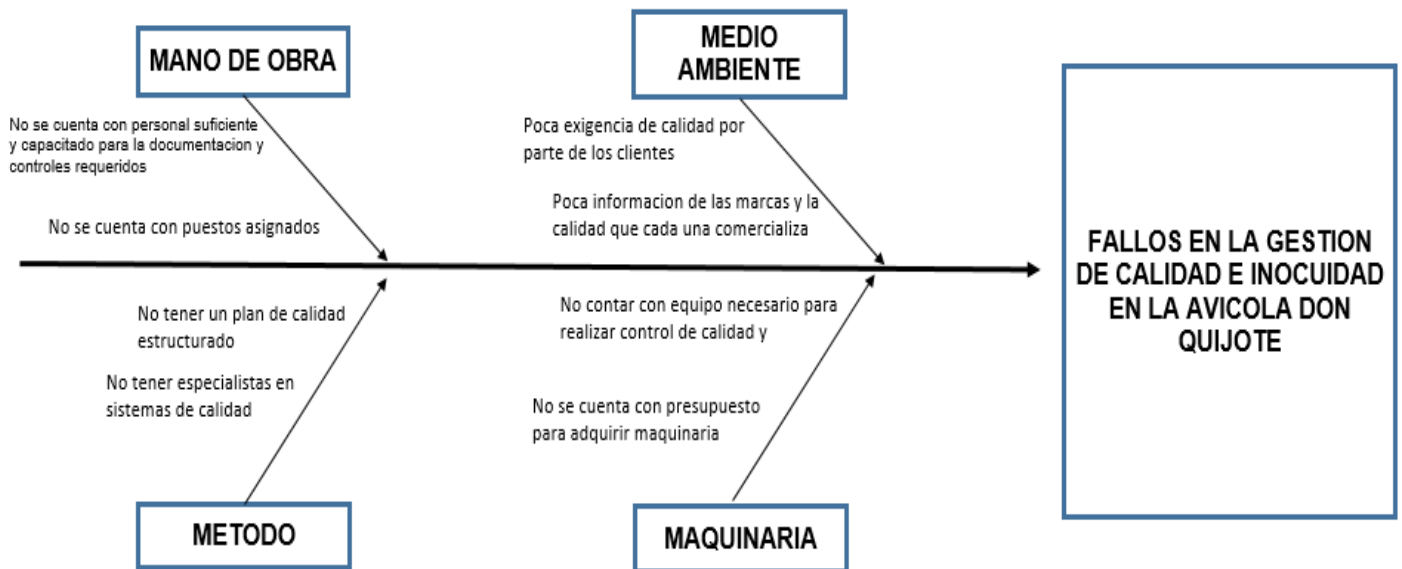 MANO DE OBRA
No se cuenta con personal suficiente
y capacitado para la documentacion y
controles requeridos
No se cuenta con puestos asignados
MEDIO
AMBIENTE
Poca exigencia de calidad por
parte de los clientes
Poca informacion de las marcas y la
calidad que cada una comercializa
No tener un plan de calidad
estructurado
No tener especialistas en
sistemas de calidad
METODO
No contar con equipo necesario para
realizar control de calidad y
No se cuenta con presupuesto
para adquirir maquinaria
MAQUINARIA
FALLOS EN LA GESTION
DE CALIDAD E INOCUIDAD
EN LA AVICOLA DON
QUIJOTE